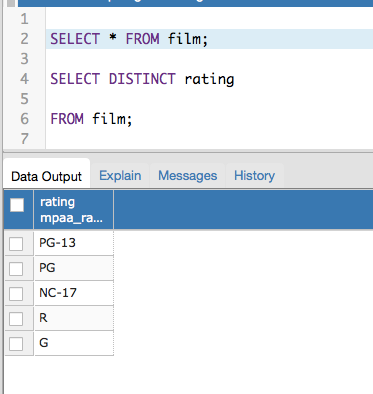 1
2 SELECT * FROM film;
3
4 SELECT DISTINCT rating
5
6 FROM film;
7
Data Output Explain Messages History
rating
mpaa_ra...
PG-13
PG
NC-17
R
G